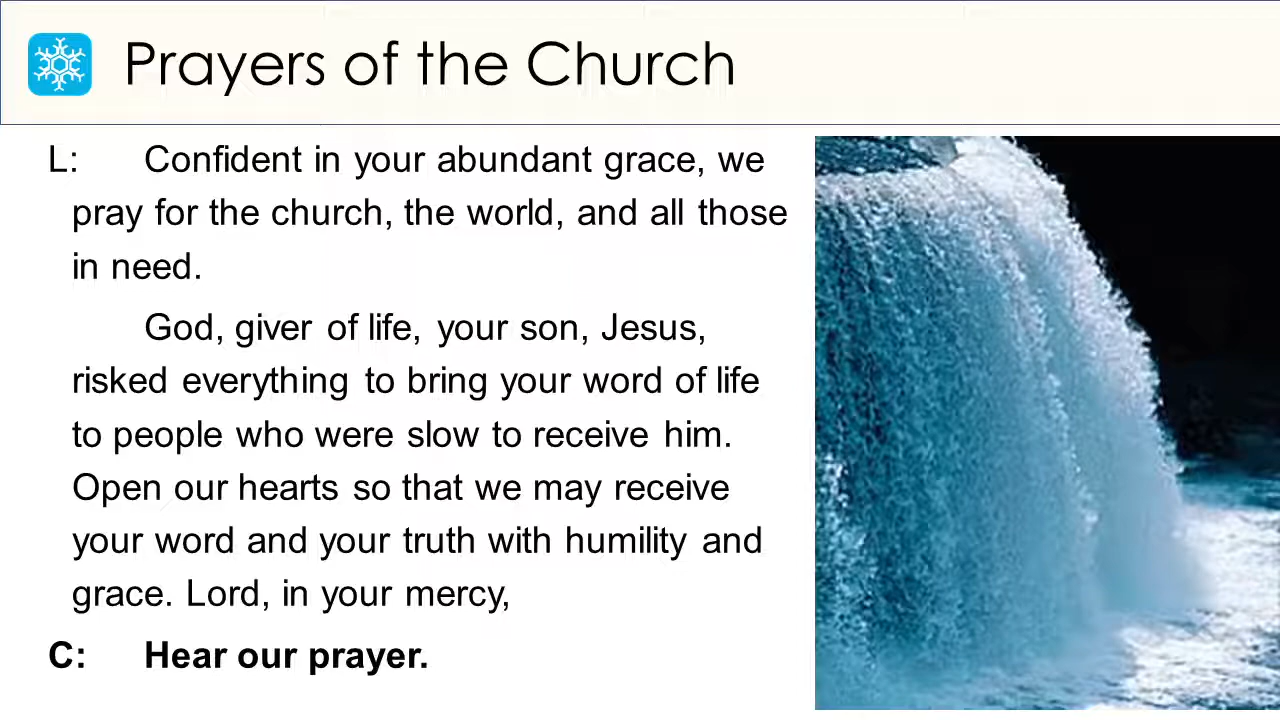 Prayers of the Church
L: Confident in your abundant grace, we
pray for the church, the world, and all those
in need.
God, giver of life, your son, Jesus,
risked everything to bring your word of life
to people who were slow to receive him.
Open our hearts so that we may receive
your word and your truth with humility and
grace. Lord, in your mercy,
C: Hear our prayer.